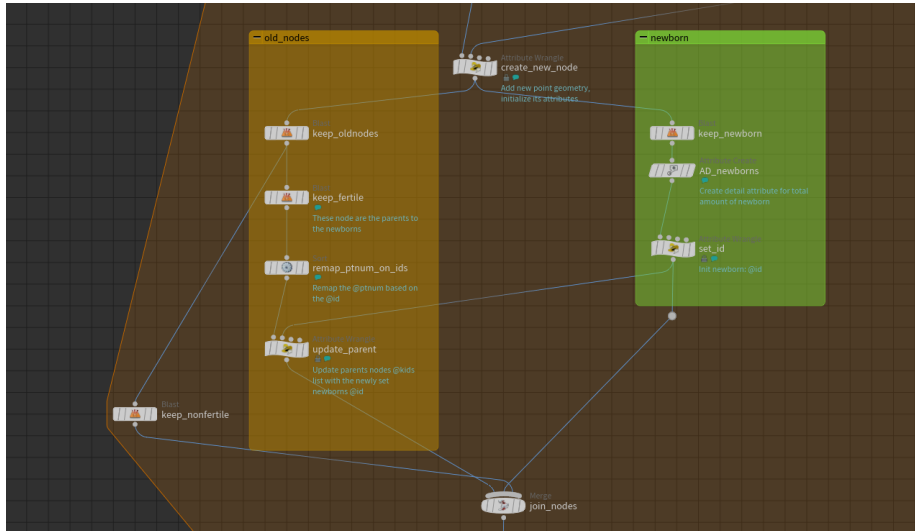 old_nodes
newborn
Attribute Wrangle
create_new_node
Add new point geometry,
initialize its attributes
keep_oldnodes
keep_newborn
AD_newborns
Create detail attribute for total
amount of newborn
keep_fertile
These node are the parents to
the newborns
Attribute Wrangle
set_id
Init newborn: @id
remap_ptnum_on_ids
Remap the @ptnum based on
the @id
update_parent
Update parents nodes @kids
list with the newly set
newborns @id
Blast
keep_nonfertile
Merge
join_nodes